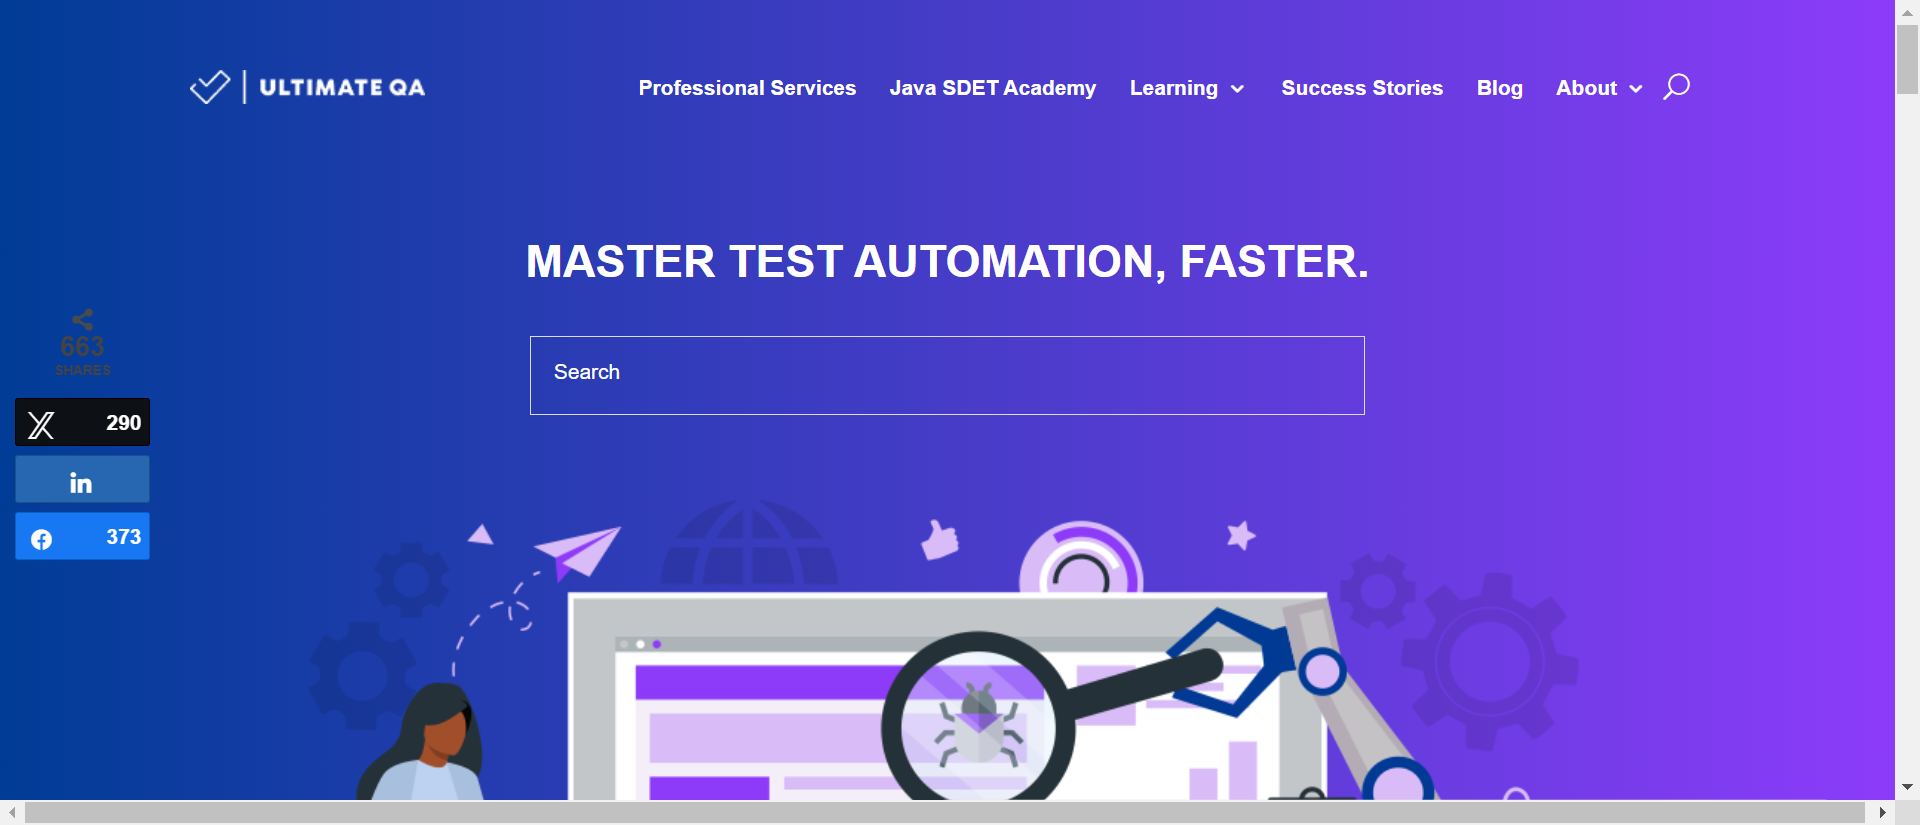 ULTIMATE QA
Professional Services
Java SDET Academy
Learning
Success Stories
Blog
About
MASTER TEST AUTOMATION, FASTER.
Search
663
SHARES
290
in
373